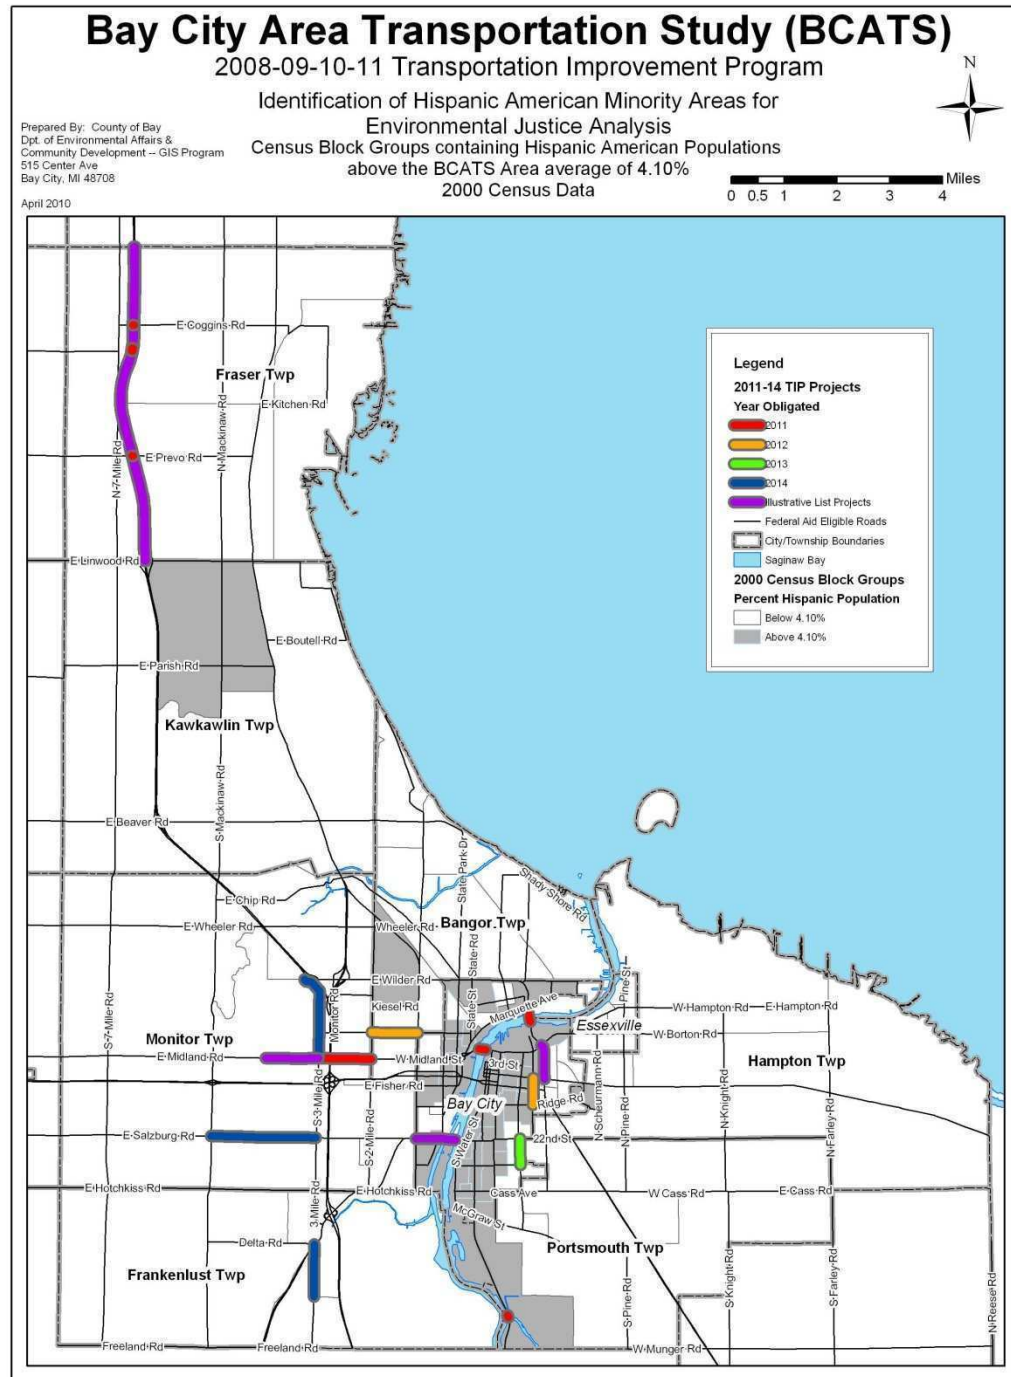 Bay City Area Transportation Study (BCATS)
2008-09-10-11 Transportation Improvement Program
Identification of Hispanic American Minority Areas for
Environmental Justice Analysis
Census Block Groups containing Hispanic American Populations
above the BCATS Area average of 4.10%
2000 Census Data
Prepared By: County of Bay
Dpt. of Environmental Affairs &
Community Development -- GIS Program
515 Center Ave
Bay City, MI 48708
April 2010
N
Miles
0 0.5 1 2 3 4
E Coggins Rd
Fraser Twp
E Kitchen Rd
N Mackinaw Rd
N 7 Mile Rd
E Prevo Rd
E Linwood Rd
E Boutell Rd
E Parish Rd
Kawkawlin Twp
S Mackinaw Rd
E Beaver Rd
State Park Dr
Shady Shore Rd
E Chip Rd
E Wheeler Rd
Wheeler Rd
Bangor Twp
State Rd
E Wilder Rd
Pine St
Kiesel Rd
State St
Marquette Ave
Essexville
W Hampton Rd
E Hampton Rd
Monitor Rd
S 7 Mile Rd
Monitor Twp
W Borton Rd
E Midland Rd
W Midland St
3rd St
Hampton Twp
E Fisher Rd
S 3 Mile Rd
Bay City
Ridge Rd
N Scheurmann Rd
N Pine Rd
N Knight Rd
N Farley Rd
E Salzburg Rd
S 2 Mile Rd
S Water St
22nd St
E Hotchkiss Rd
E Hotchkiss Rd
Cass Ave
W Cass Rd
E Cass Rd
3 Mile Rd
McGraw St
Delta Rd
Portsmouth Twp
Frankenlust Twp
S Pine Rd
S Knight Rd
S Farley Rd
N Reese Rd
Freeland Rd
Freeland Rd
W Munger Rd
Legend
2011-14 TIP Projects
Year Obligated
2011
2012
2013
2014
Illustrative List Projects
Federal Aid Eligible Roads
City/Township Boundaries
Saginaw Bay
2000 Census Block Groups
Percent Hispanic Population
Below 4.10%
Above 4.10%